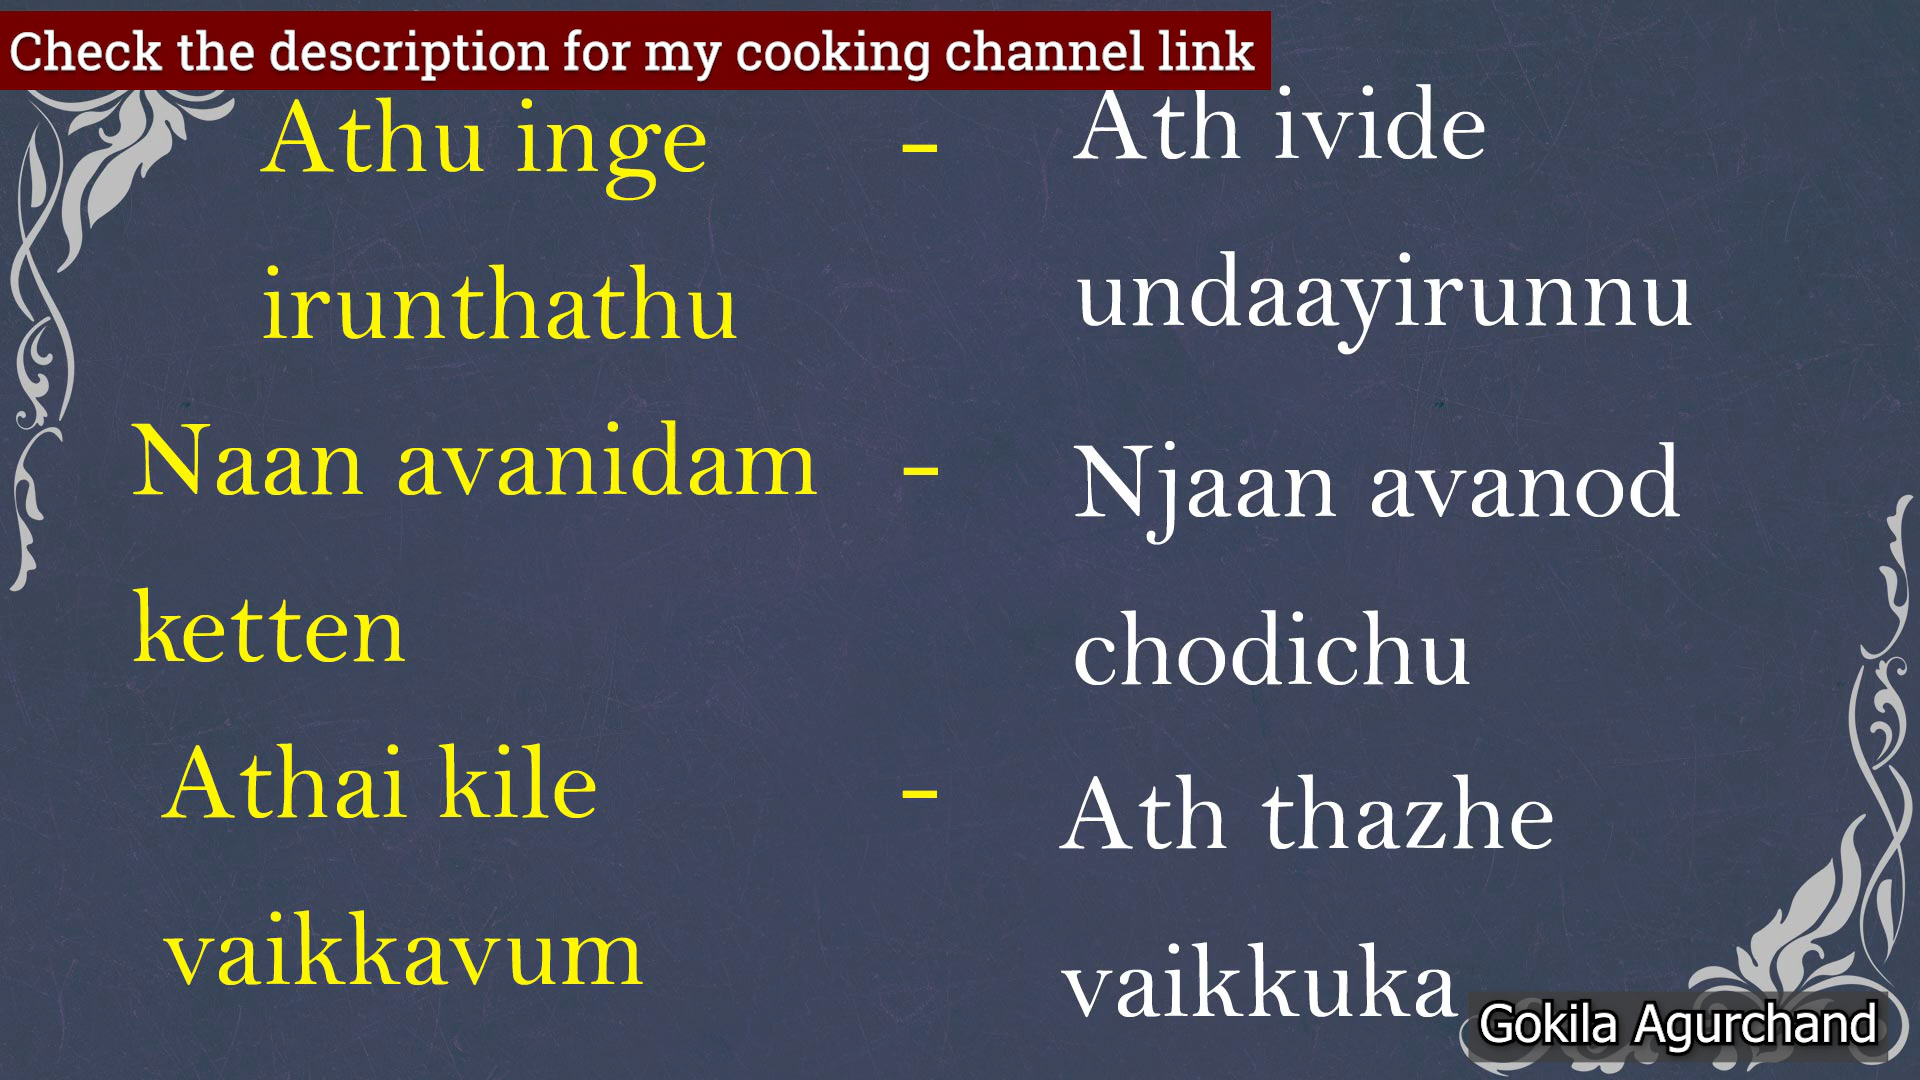 Check the description for my cooking channel link
Athu inge - Ath ivide
irunthathu undaayirunnu
Naan avanidam - Njaan avanod
ketten chodichu
Athai kile - Ath thazhe
vaikkavum vaikkuka
Gokila Agurchand